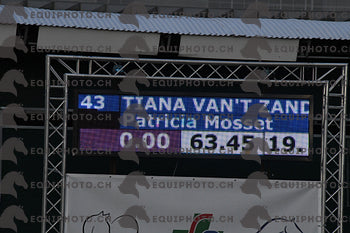 43 TIANA VAN'T ZAND
Patricia Mosset
0.00 63,45 19
EQUIPHOTO.CH